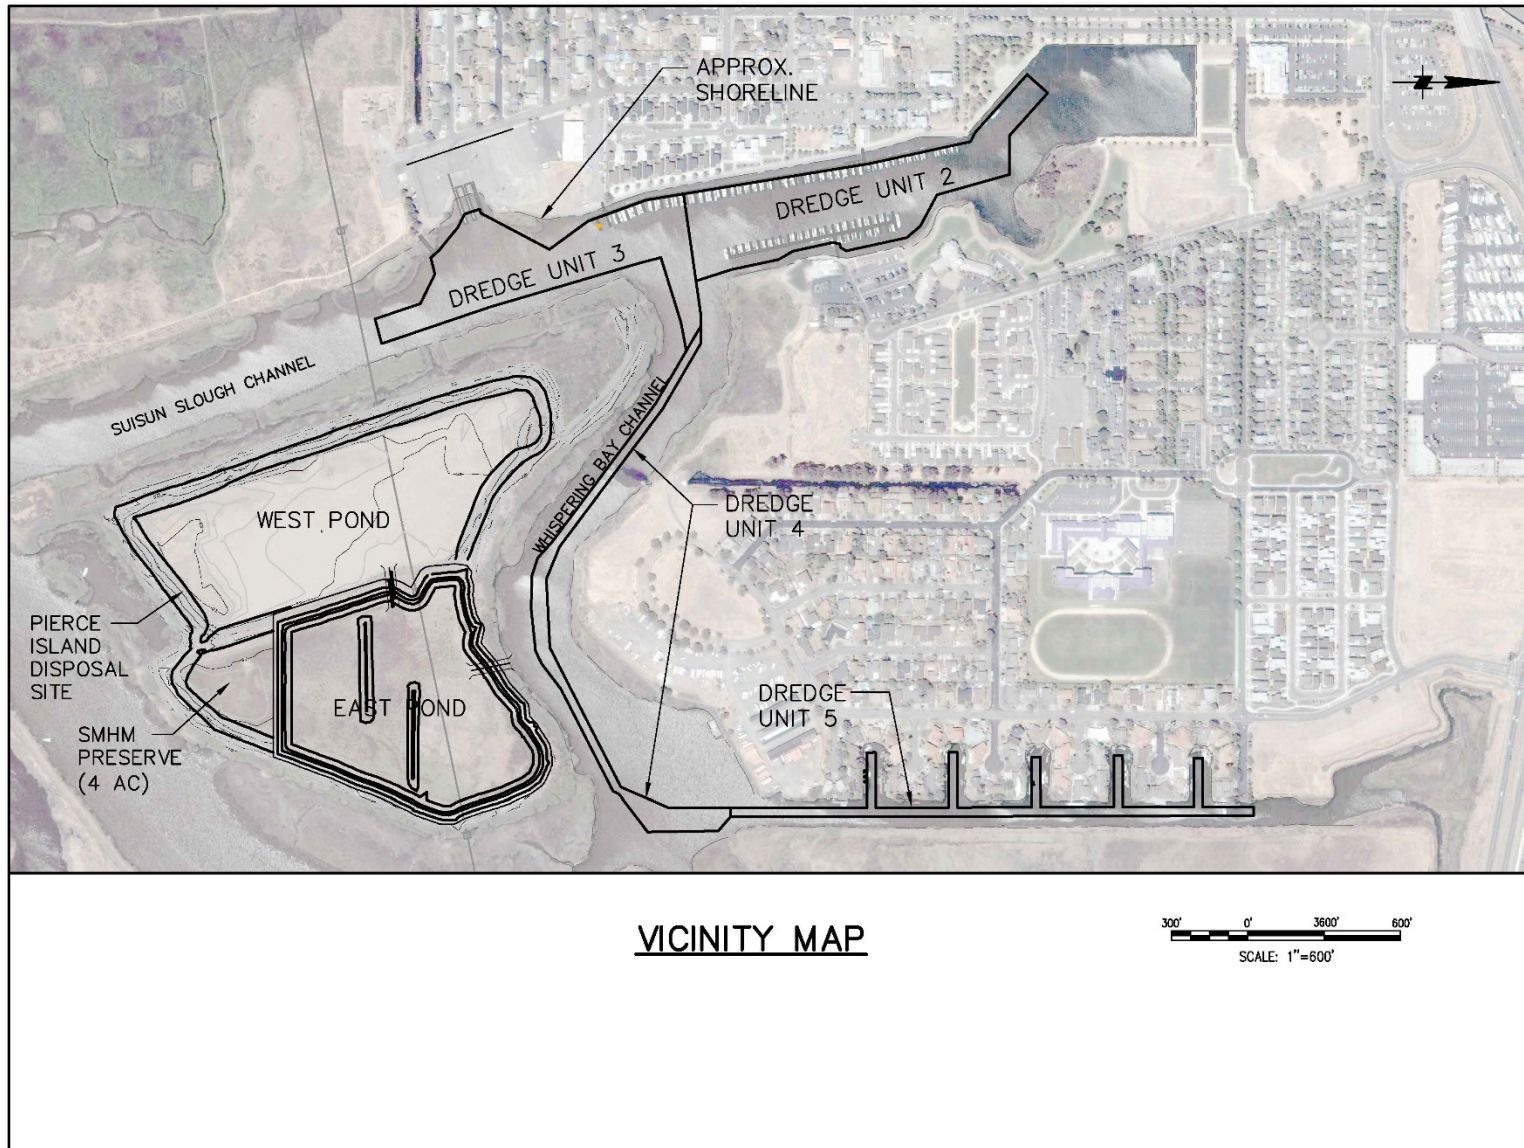 APPROX.
SHORELINE
DREDGE UNIT 2
DREDGE UNIT 3
SUISUN SLOUGH CHANNEL
WHISPERING BAY CHANNEL
DREDGE
UNIT 4
WEST POND
PIERCE
ISLAND
DISPOSAL
SITE
EAST POND
SMHM
PRESERVE
(4 AC)
DREDGE
UNIT 5
VICINITY MAP
300' 0' 3600' 600'
SCALE: 1"=600'